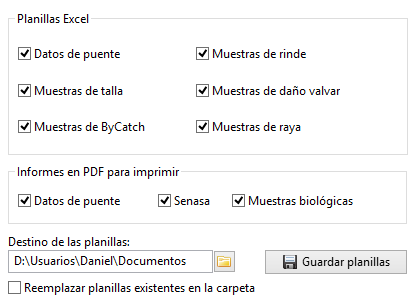 Planillas Excel
Datos de puente
Muestras de rinde
Muestras de talla
Muestras de daño valvar
Muestras de ByCatch
Muestras de raya
Informes en PDF para imprimir
Datos de puente
Senasa
Muestras biológicas
Destino de las planillas:
D:\Usuarios\Daniel\Documentos
Guardar planillas
Reemplazar planillas existentes en la carpeta